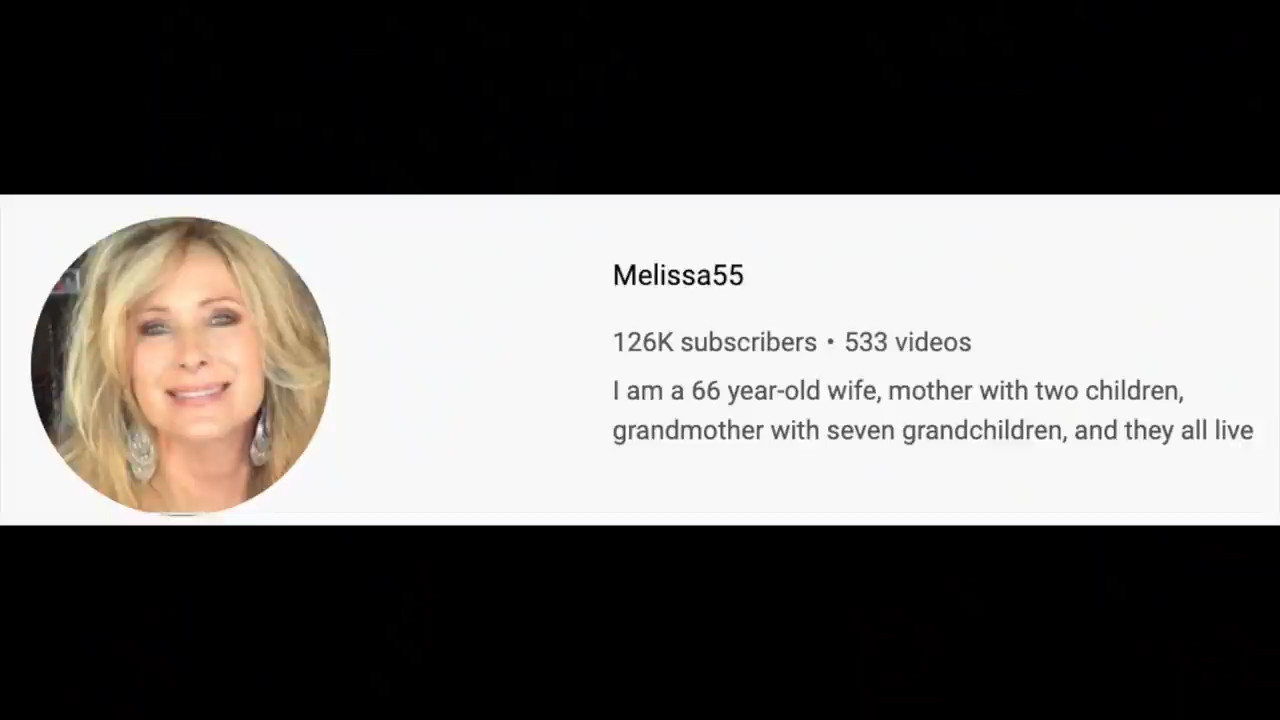 Melissa55
126K subscribers • 533 videos
I am a 66 year-old wife, mother with two children,
grandmother with seven grandchildren, and they all live